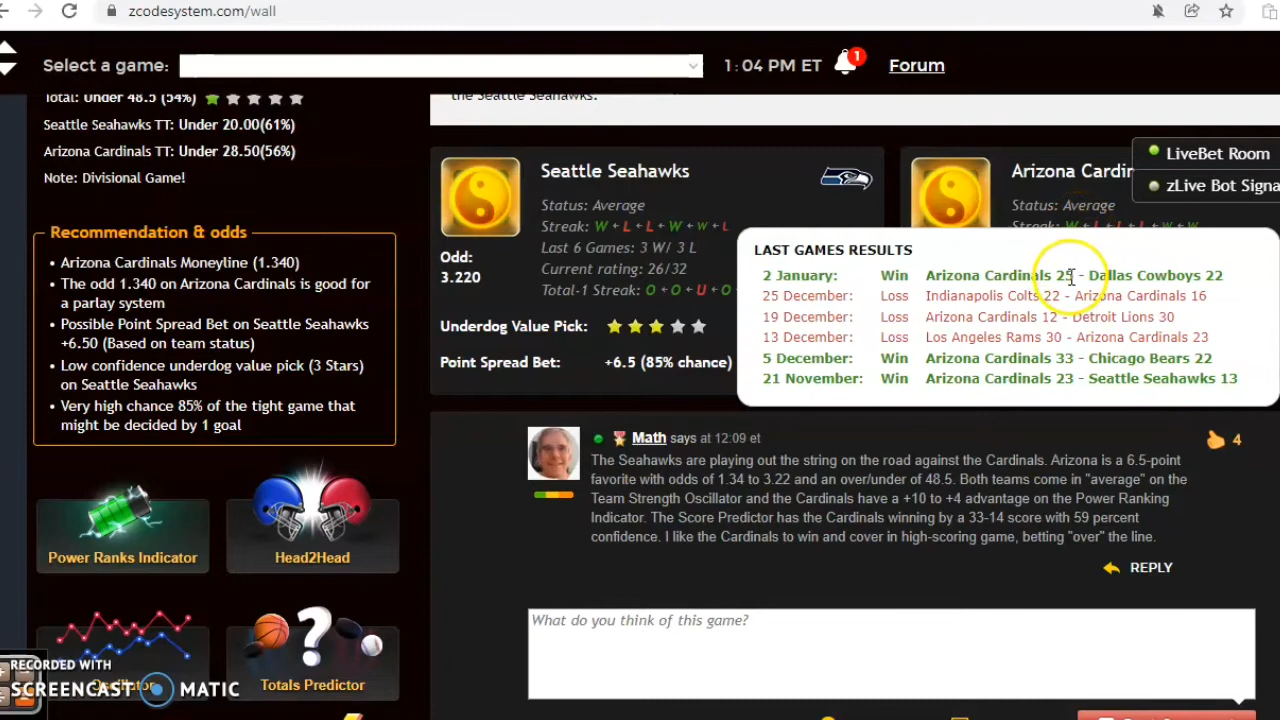 zcodesystem.com/wall
Select a game:
1:04 PM ET
1
Forum
Total: Under 48.5 (54%)
Seattle Seahawks TT: Under 20.00(61%)
Arizona Cardinals TT: Under 28.50(56%)
Note: Divisional Game!
Recommendation & odds
• Arizona Cardinals Moneyline (1.340)
• The odd 1.340 on Arizona Cardinals is good for
a parlay system
• Possible Point Spread Bet on Seattle Seahawks
+6.50 (Based on team status)
• Low confidence underdog value pick (3 Stars)
on Seattle Seahawks
• Very high chance 85% of the tight game that
might be decided by 1 goal
Power Ranks Indicator
Head2Head
Oscillator
Totals Predictor
RECORDED WITH
SCREENCAST MATIC
the Seattle Seahawks.
Seattle Seahawks
Status: Average
Streak: W + L + L + W + W + L
Last 6 Games: 3 W/ 3 L
Current rating: 26/32
Total-1 Streak: O + O + U + O
Odd:
3.220
Underdog Value Pick:
Point Spread Bet: +6.5 (85% chance)
Arizona Cardin
Status: Average
LiveBet Room
zLive Bot Signa
LAST GAMES RESULTS
2 January: Win Arizona Cardinals 25 - Dallas Cowboys 22
25 December: Loss Indianapolis Colts 22 - Arizona Cardinals 16
19 December: Loss Arizona Cardinals 12 - Detroit Lions 30
13 December: Loss Los Angeles Rams 30 - Arizona Cardinals 23
5 December: Win Arizona Cardinals 33 - Chicago Bears 22
21 November: Win Arizona Cardinals 23 - Seattle Seahawks 13
Math says at 12:09 et
4
The Seahawks are playing out the string on the road against the Cardinals. Arizona is a 6.5-point
favorite with odds of 1.34 to 3.22 and an over/under of 48.5. Both teams come in "average" on the
Team Strength Oscillator and the Cardinals have a +10 to +4 advantage on the Power Ranking
Indicator. The Score Predictor has the Cardinals winning by a 33-14 score with 59 percent
confidence. I like the Cardinals to win and cover in high-scoring game, betting "over" the line.
REPLY
What do you think of this game?